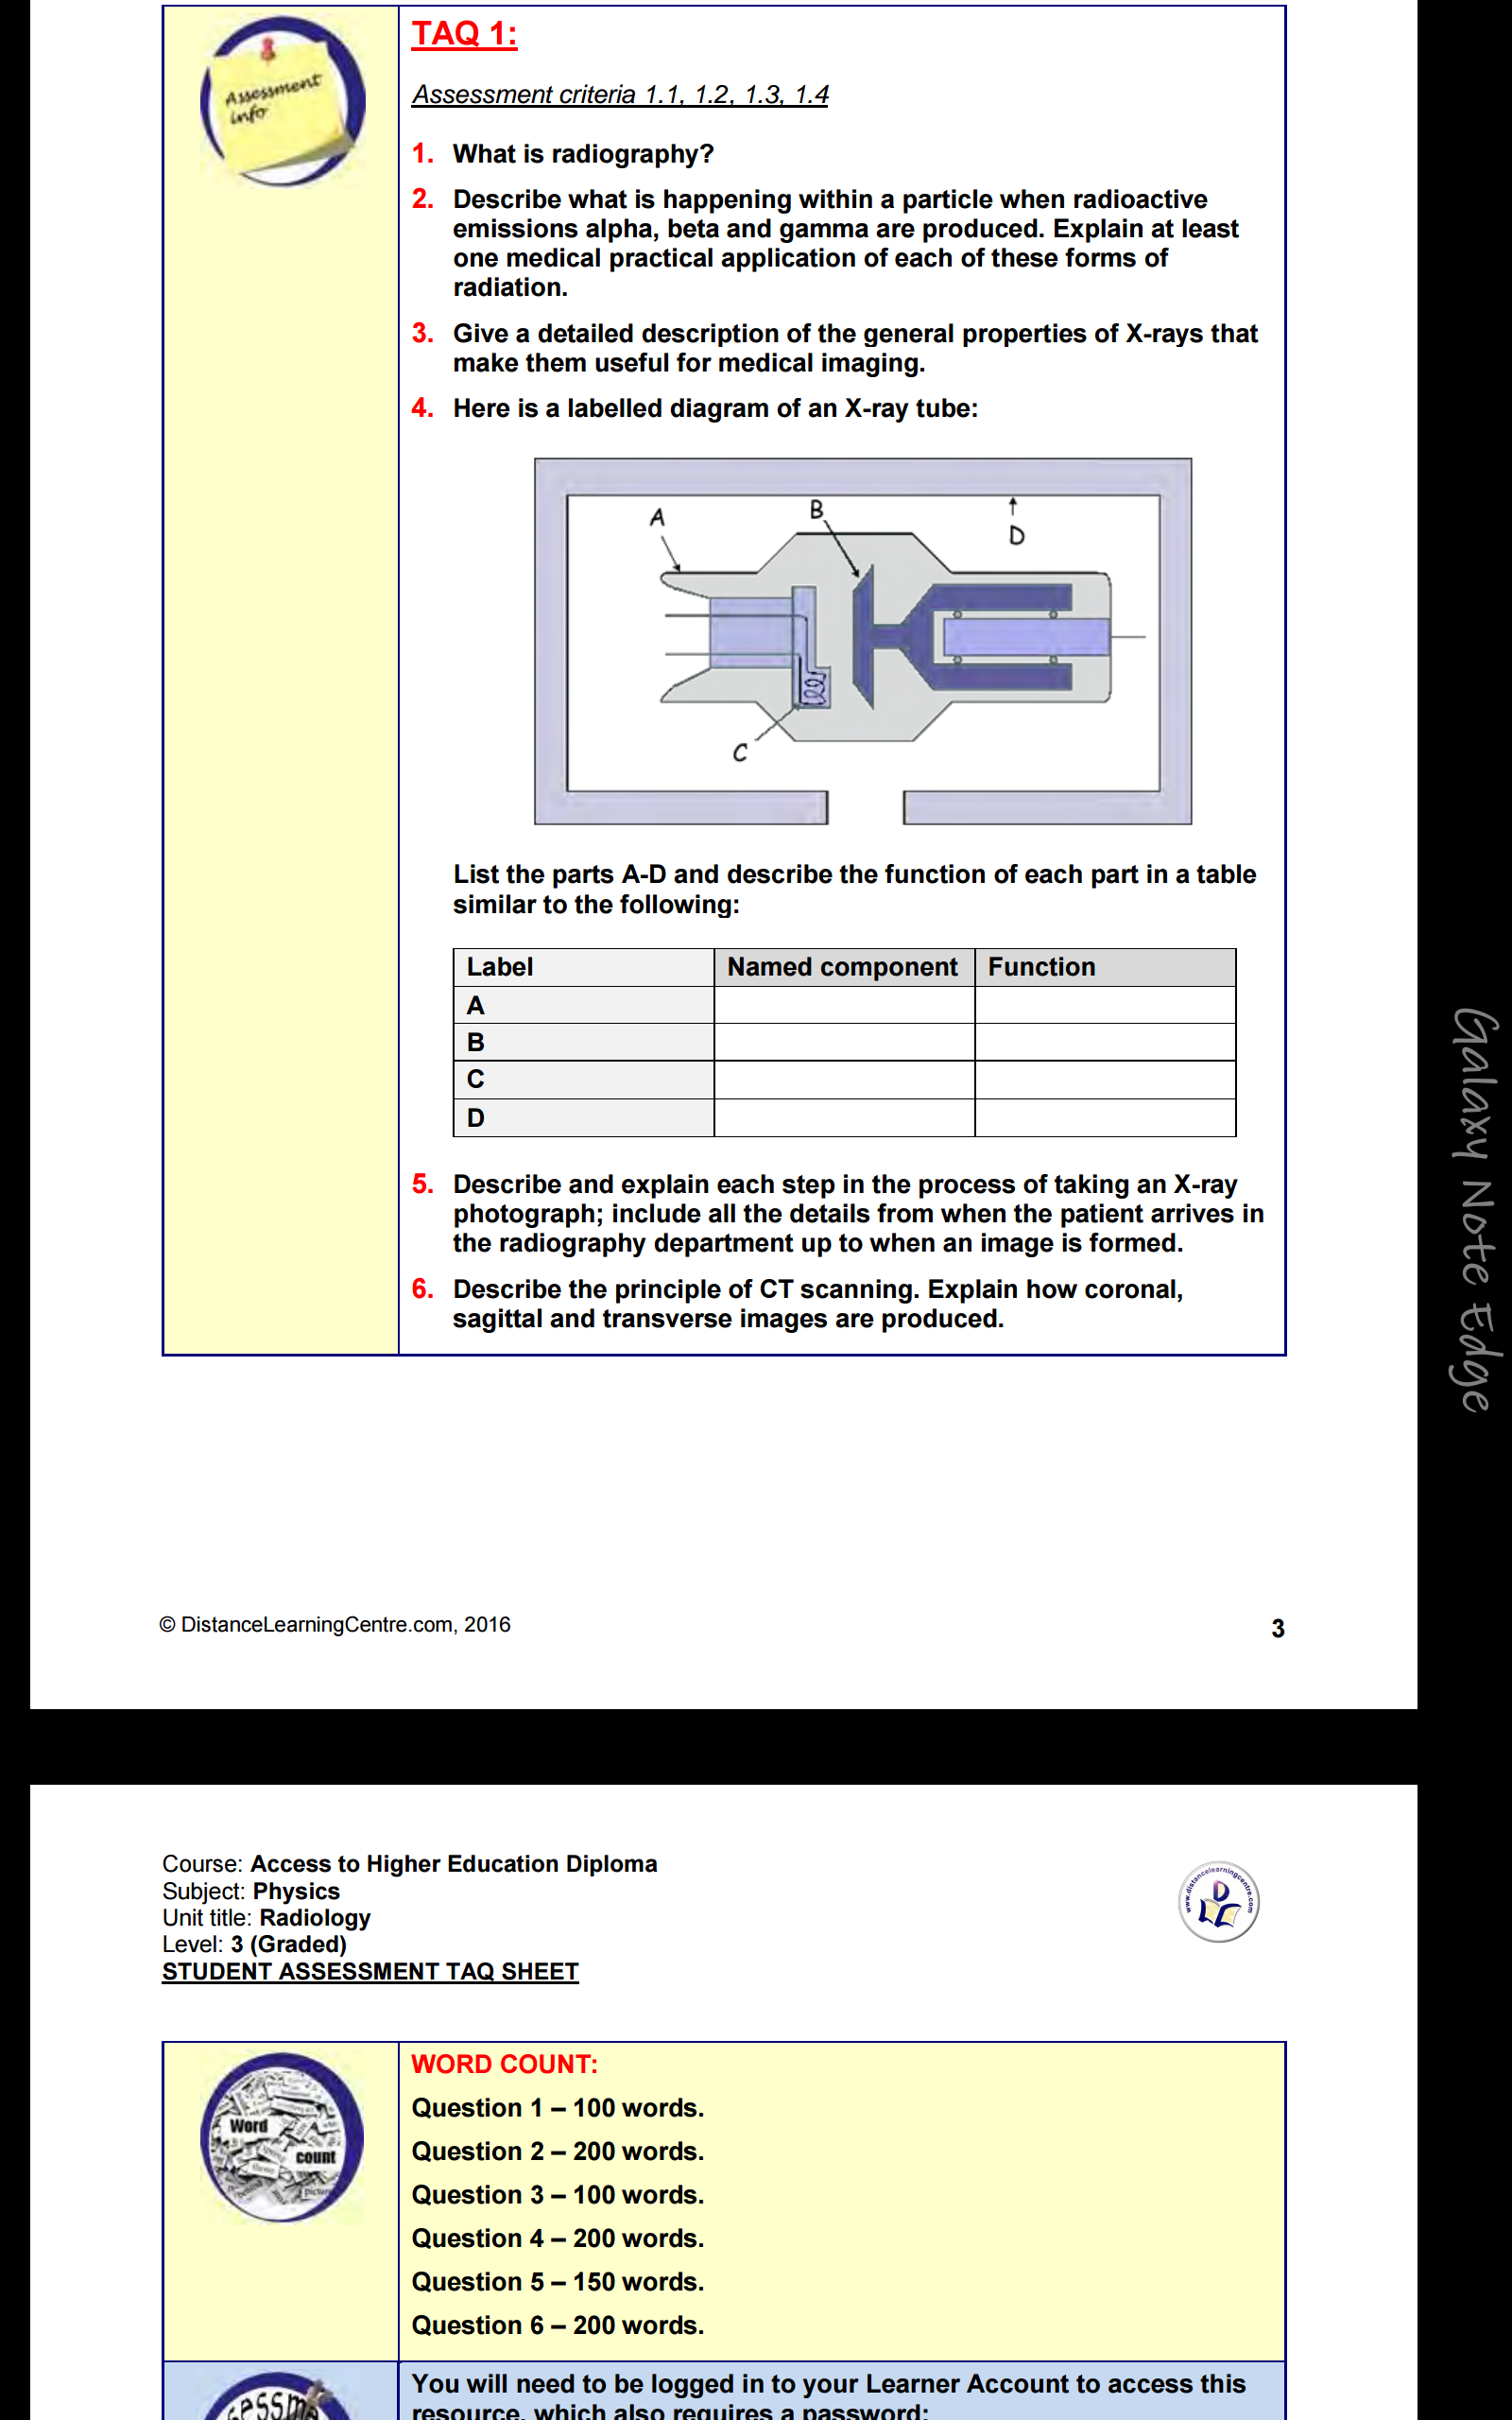 Assessment
info
TAQ 1:
Assessment criteria 1.1, 1.2, 1.3, 1.4
1. What is radiography?
2. Describe what is happening within a particle when radioactive
emissions alpha, beta and gamma are produced. Explain at least
one medical practical application of each of these forms of
radiation.
3. Give a detailed description of the general properties of X-rays that
make them useful for medical imaging.
4. Here is a labelled diagram of an X-ray tube:
A
B
D
C
List the parts A-D and describe the function of each part in a table
similar to the following:
Label Named component Function
A
B
C
D
5. Describe and explain each step in the process of taking an X-ray
photograph; include all the details from when the patient arrives in
the radiography department up to when an image is formed.
6. Describe the principle of CT scanning. Explain how coronal,
sagittal and transverse images are produced.
Galaxy Note Edge
© DistanceLearningCentre.com, 2016 3
Course: Access to Higher Education Diploma
Subject: Physics
Unit title: Radiology
Level: 3 (Graded)
STUDENT ASSESSMENT TAQ SHEET
www.distancelearningcentre.com
D
Word
count
WORD COUNT:
Question 1 – 100 words.
Question 2 – 200 words.
Question 3 – 100 words.
Question 4 – 200 words.
Question 5 – 150 words.
Question 6 – 200 words.
You will need to be logged in to your Learner Account to access this
resource, which also requires a password: